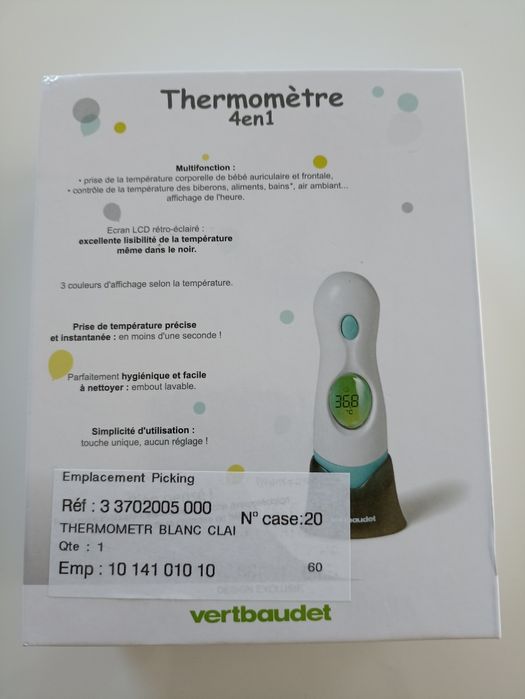 Thermomètre
4en1
Multifonction :
• prise de la température corporelle de bébé auriculaire et frontale,
• contrôle de la température des biberons, aliments, bains*, air ambiant...
affichage de l'heure.
Ecran LCD rétro-éclairé :
excellente lisibilité de la température
même dans le noir.
3 couleurs d'affichage selon la température.
Prise de température précise
et instantanée : en moins d'une seconde !
Parfaitement hygiénique et facile
à nettoyer : embout lavable.
Simplicité d'utilisation :
touche unique, aucun réglage !
36.8
°C
baudet
Emplacement Picking
Réf : 3 3702005 000
N° case:20
THERMOMETR BLANC CLAI
Qte : 1
Emp : 10 141 010 10
60
DESIGN EXCLUSIF
vertbaudet